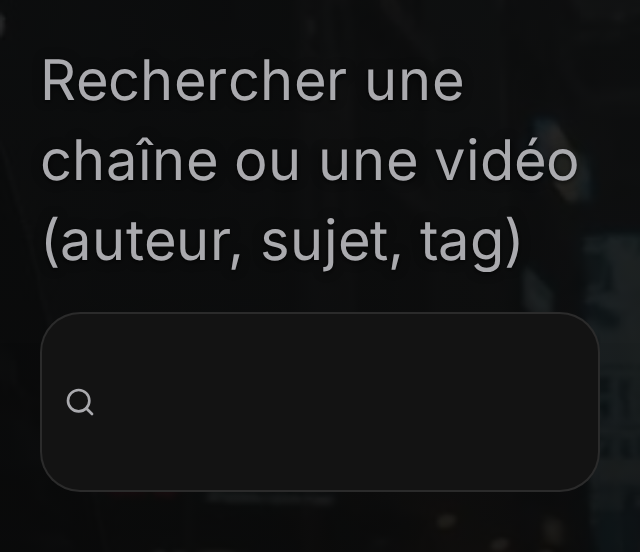 Rechercher une
chaîne ou une vidéo
(auteur, sujet, tag)